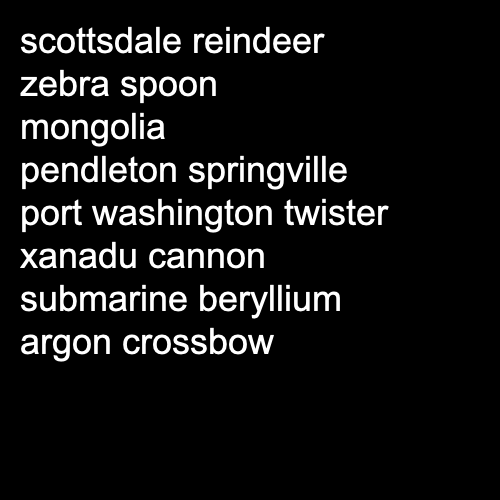 scottsdale reindeer
zebra spoon
mongolia
pendleton springville
port washington twister
xanadu cannon
submarine beryllium
argon crossbow